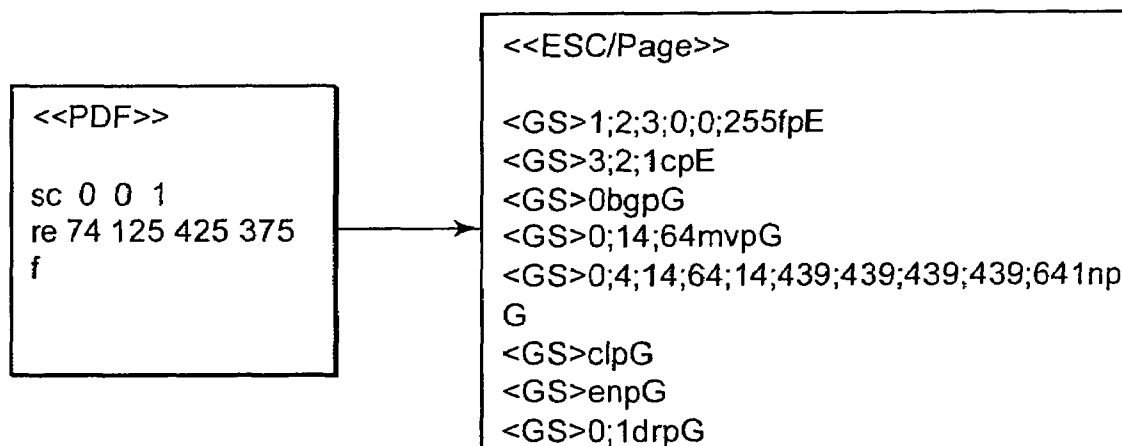 <<PDF>>
sc 0 0 1
re 74 125 425 375
f
<<ESC/Page>>
<GS>1;2;3;0;0;255fpE
<GS>3;2;1cpE
<GS>0bgpG
<GS>0;14;64mvpG
<GS>0;4;14;64;14;439;439;439;439;641np
G
<GS>clpG
<GS>enpG
<GS>0;1drpG